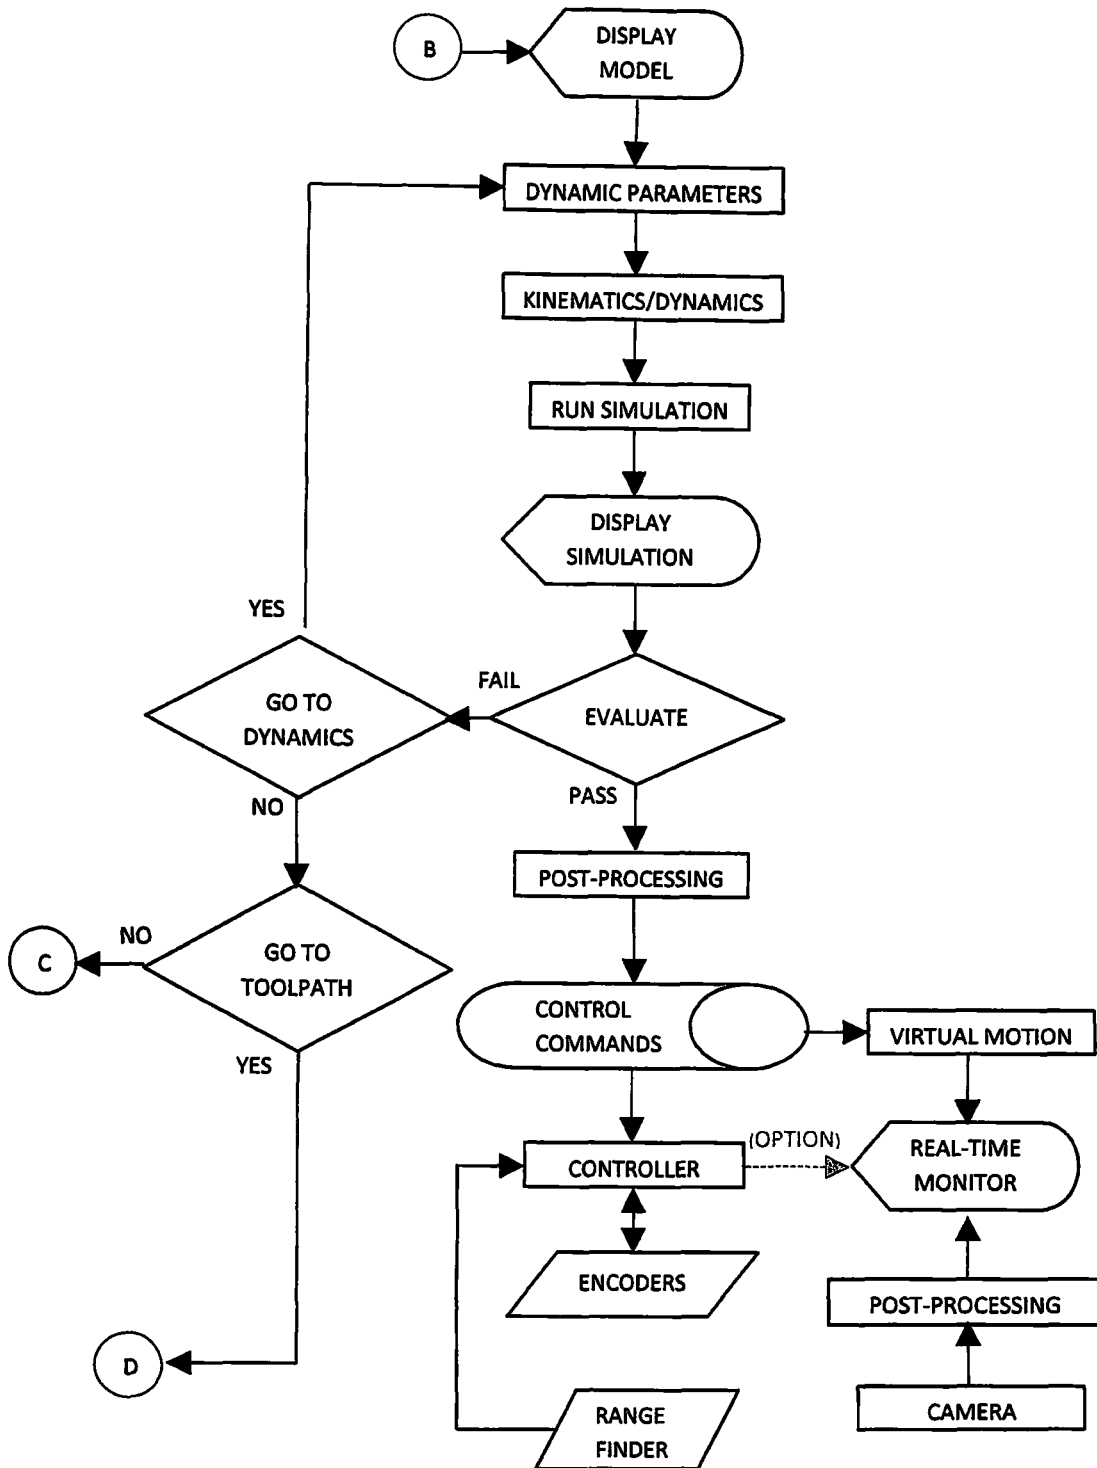 B
DISPLAY
MODEL
DYNAMIC PARAMETERS
KINEMATICS/DYNAMICS
RUN SIMULATION
DISPLAY
SIMULATION
YES
FAIL
GO TO
DYNAMICS
EVALUATE
NO
PASS
POST-PROCESSING
NO
C
GO TO
TOOLPATH
YES
CONTROL
COMMANDS
VIRTUAL MOTION
(OPTION)
CONTROLLER
REAL-TIME
MONITOR
ENCODERS
POST-PROCESSING
D
RANGE
FINDER
CAMERA